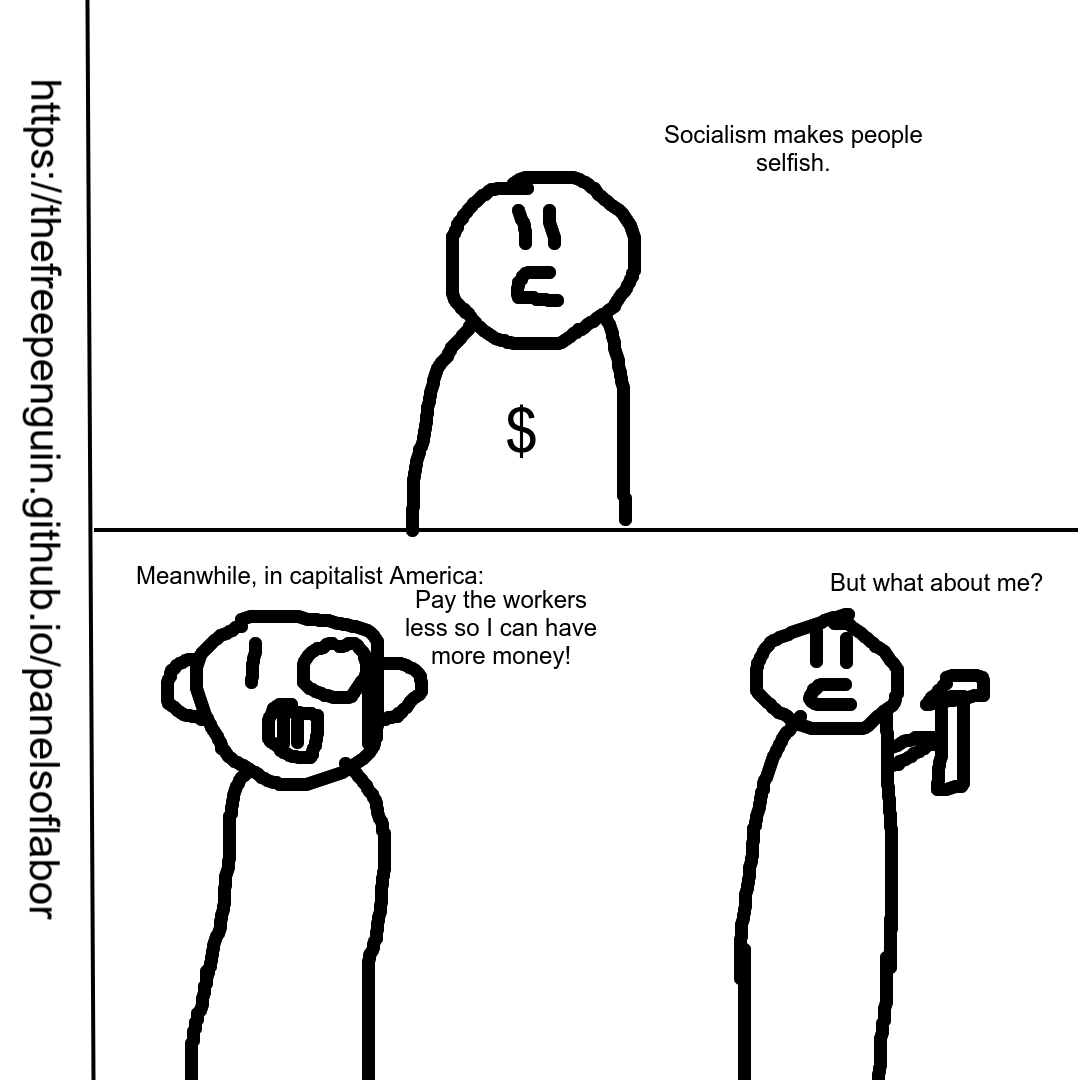 https://thefreepenguin.github.io/panelsoflabor
Socialism makes people
selfish.
$
Meanwhile, in capitalist America:
Pay the workers
less so I can have
more money!
But what about me?